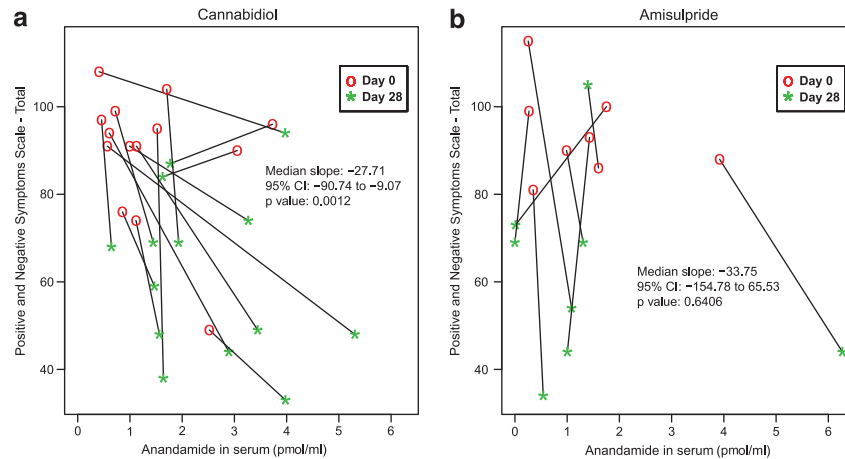 a
Cannabidiol
Positive and Negative Symptoms Scale - Total
100
80
60
40
Day 0
Day 28
Median slope: −27.71
95% CI: −90.74 to −9.07
p value: 0.0012
0 1 2 3 4 5 6
Anandamide in serum (pmol/ml)
b
Amisulpride
Positive and Negative Symptoms Scale - Total
100
80
60
40
Day 0
Day 28
Median slope: −33.75
95% CI: −154.78 to 65.53
p value: 0.6406
0 1 2 3 4 5 6
Anandamide in serum (pmol/ml)